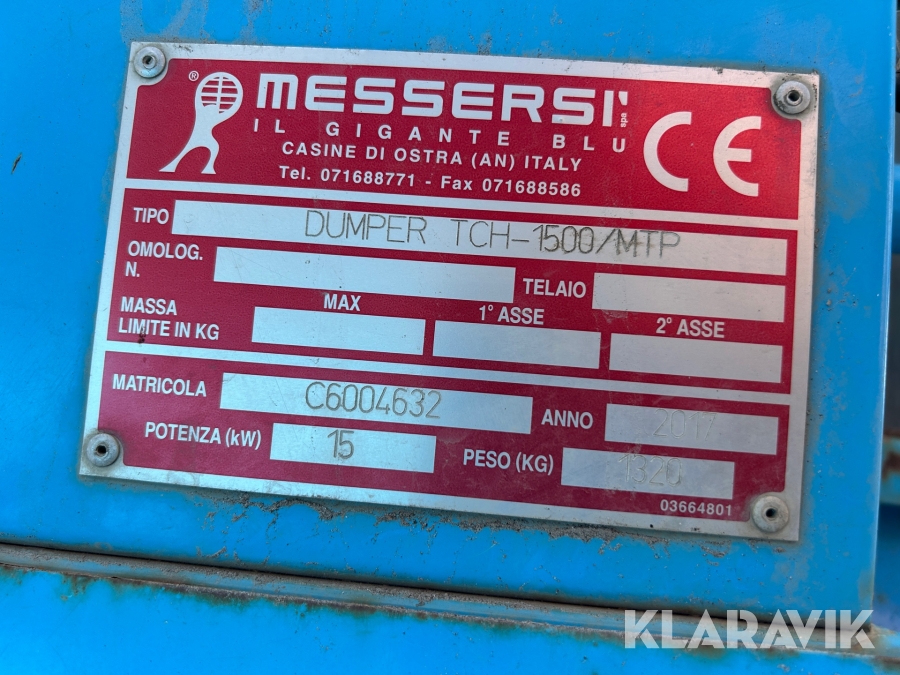 ® MESSERSI' spa
IL GIGANTE BLU
CASINE DI OSTRA (AN) ITALY
Tel. 071688771 - Fax 071688586
CE
TIPO DUMPER TCH-1500/MTP
OMOLOG. N. TELAIO
MASSA LIMITE IN KG MAX 1° ASSE 2° ASSE
MATRICOLA C6004632 ANNO 2017
POTENZA (kW) 15 PESO (KG) 1320
03664801
KLARAVIK